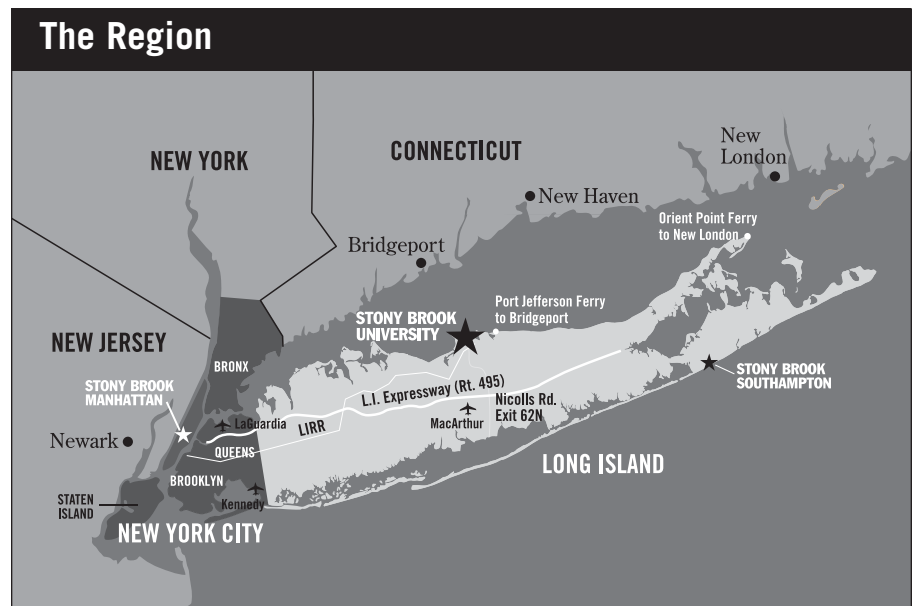 The Region
NEW YORK
CONNECTICUT
New
London
New Haven
Orient Point Ferry
to New London
Bridgeport
Port Jefferson Ferry
to Bridgeport
STONY BROOK
UNIVERSITY
NEW JERSEY
BRONX
STONY BROOK
MANHATTAN
STONY BROOK
SOUTHAMPTON
L.I. Expressway (Rt. 495)
Nicolls Rd.
Exit 62N
MacArthur
LaGuardia
LIRR
Newark
QUEENS
LONG ISLAND
BROOKLYN
Kennedy
STATEN
ISLAND
NEW YORK CITY